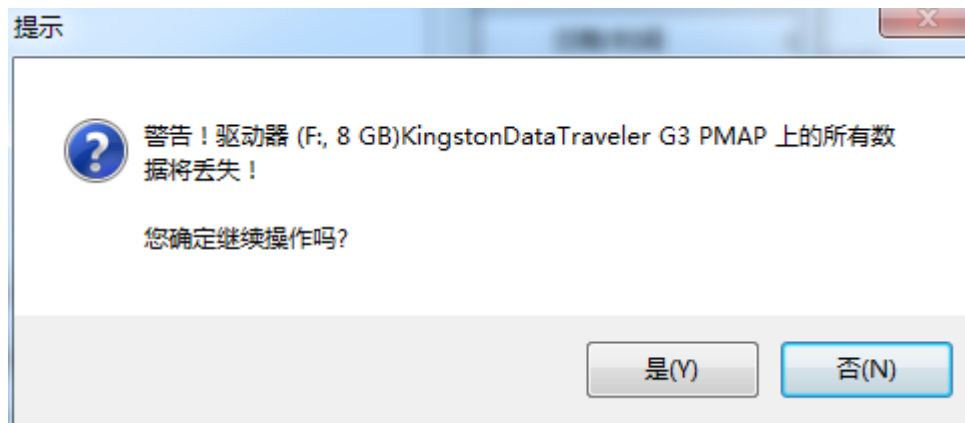 提示
警告！驱动器 (F:, 8 GB)KingstonDataTraveler G3 PMAP 上的所有数
据将丢失！
您确定继续操作吗?
是(Y)
否(N)